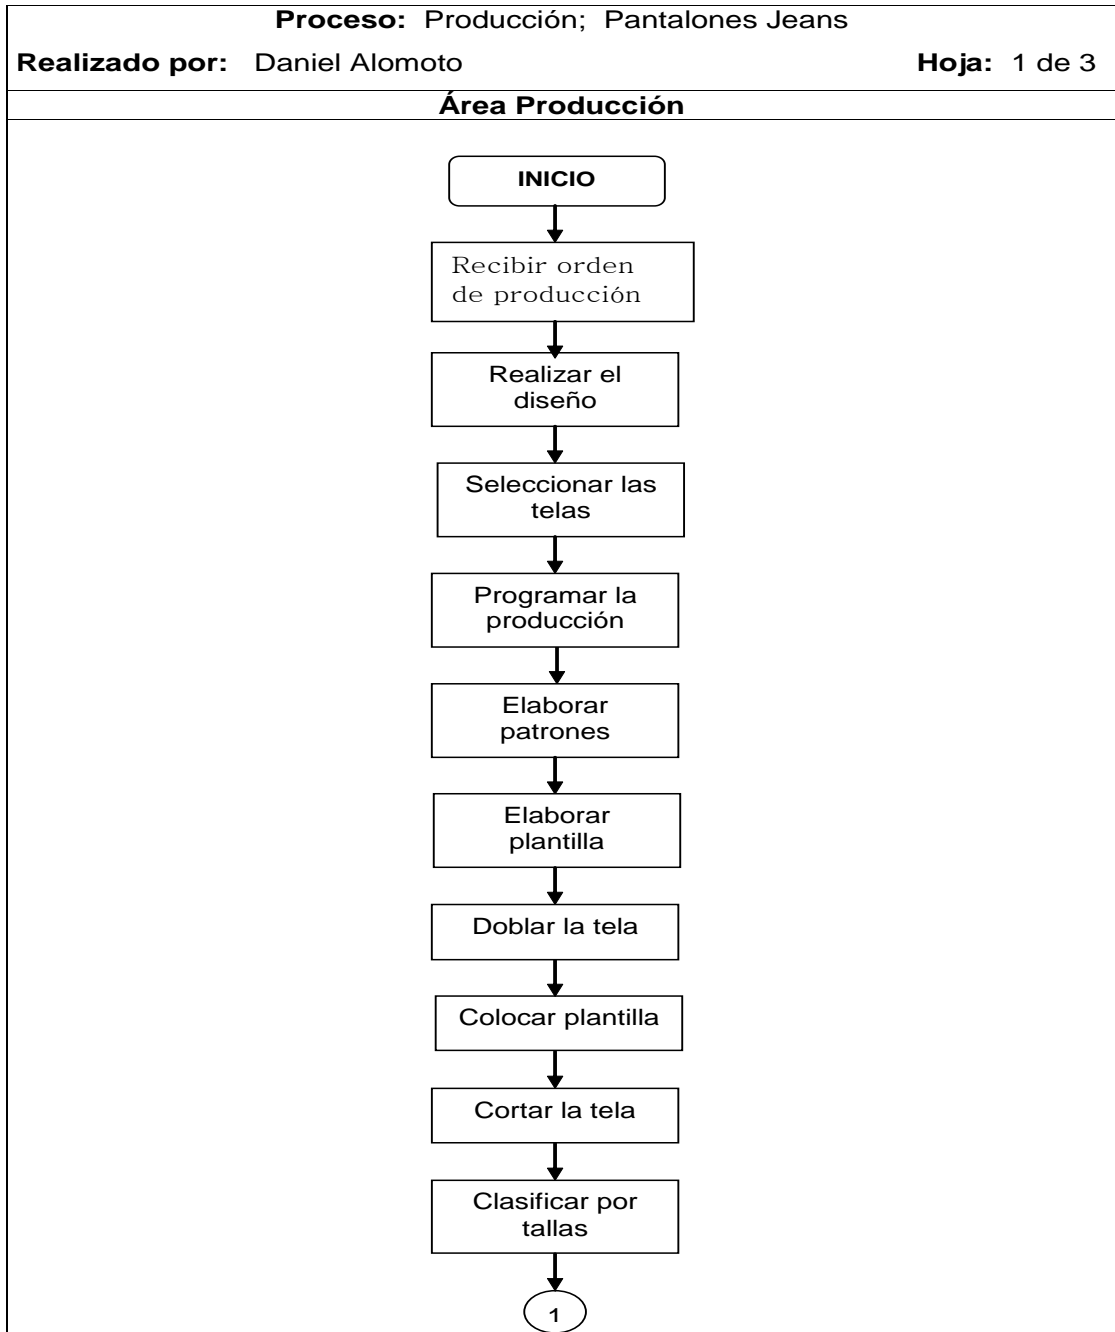 Proceso: Producción; Pantalones Jeans
Realizado por: Daniel Alomoto Hoja: 1 de 3
Área Producción
INICIO
Recibir orden
de producción
Realizar el
diseño
Seleccionar las
telas
Programar la
producción
Elaborar
patrones
Elaborar
plantilla
Doblar la tela
Colocar plantilla
Cortar la tela
Clasificar por
tallas
1